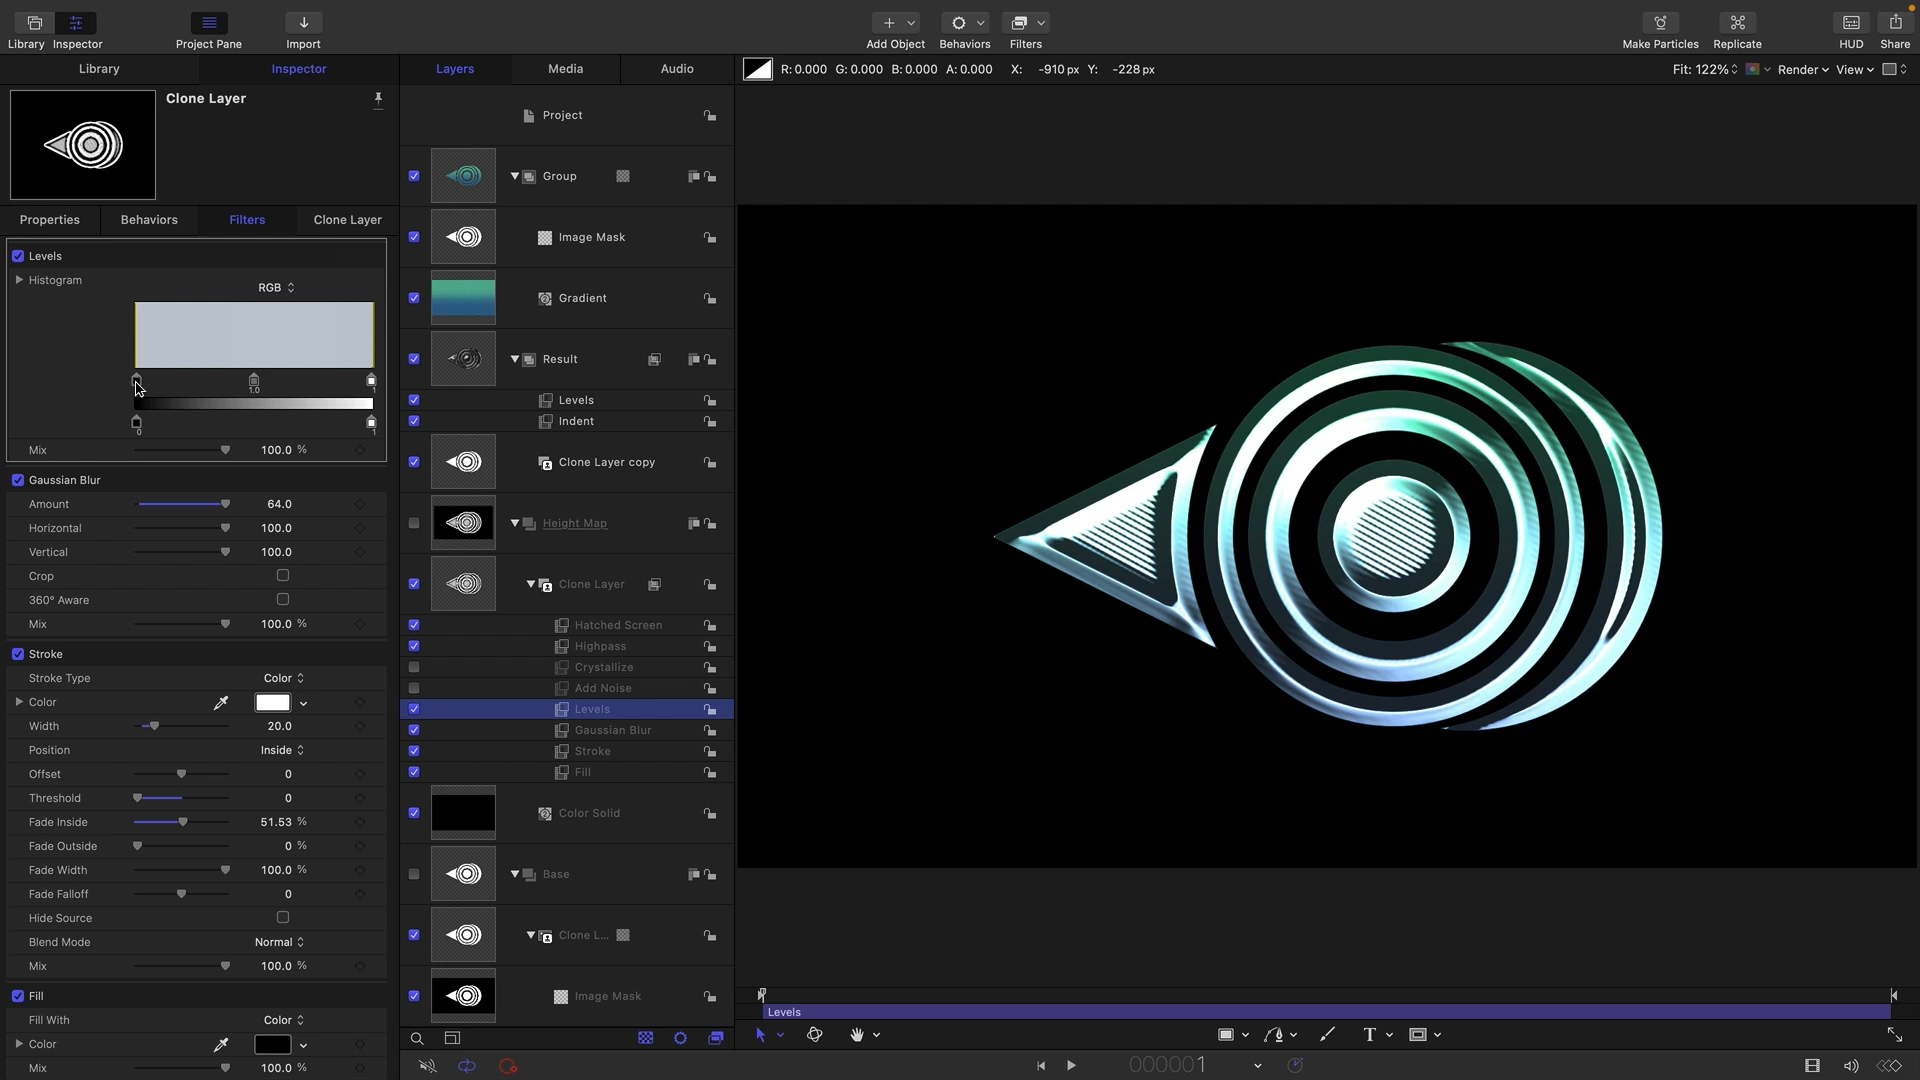 Library
Inspector
Project Pane
Import
Add Object
Behaviors
Filters
Make Particles
Replicate
HUD
Share
Library
Inspector
Layers
Media
Audio
R: 0.000 G: 0.000 B: 0.000 A: 0.000 X: -910 px Y: -228 px
Fit: 122%
Render
View
Clone Layer
Properties
Behaviors
Filters
Clone Layer
Levels
Histogram
RGB
1.0
1
0
1
Mix 100.0 %
Gaussian Blur
Amount 64.0
Horizontal 100.0
Vertical 100.0
Crop
360° Aware
Mix 100.0 %
Stroke
Stroke Type Color
Color
Width 20.0
Position Inside
Offset 0
Threshold 0
Fade Inside 51.53 %
Fade Outside 0 %
Fade Width 100.0 %
Fade Falloff 0
Hide Source
Blend Mode Normal
Mix 100.0 %
Fill
Fill With Color
Color
Mix 100.0 %
Project
Group
Image Mask
Gradient
Result
Levels
Indent
Clone Layer copy
Height Map
Clone Layer
Hatched Screen
Highpass
Crystallize
Add Noise
Levels
Gaussian Blur
Stroke
Fill
Color Solid
Base
Clone L...
Image Mask
Levels
T
000001